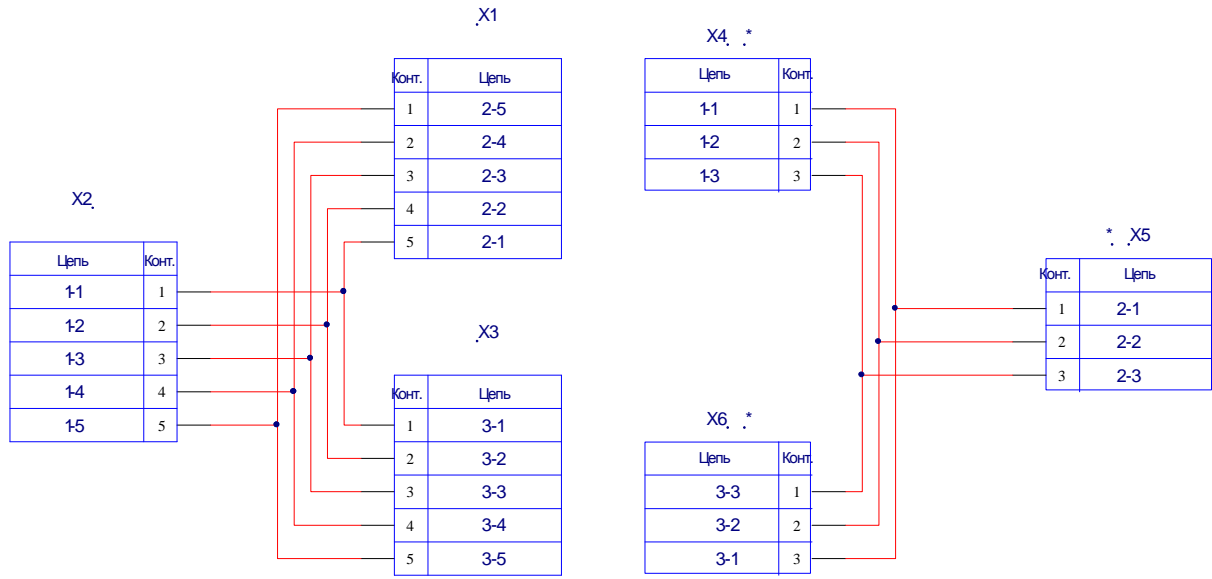 X1
Конт. Цепь
1 2-5
2 2-4
3 2-3
4 2-2
5 2-1
X2
Цепь Конт.
1-1 1
1-2 2
1-3 3
1-4 4
1-5 5
X3
Конт. Цепь
1 3-1
2 3-2
3 3-3
4 3-4
5 3-5
X4 *
Цепь Конт.
1-1 1
1-2 2
1-3 3
* X5
Конт. Цепь
1 2-1
2 2-2
3 2-3
X6 *
Цепь Конт.
3-3 1
3-2 2
3-1 3